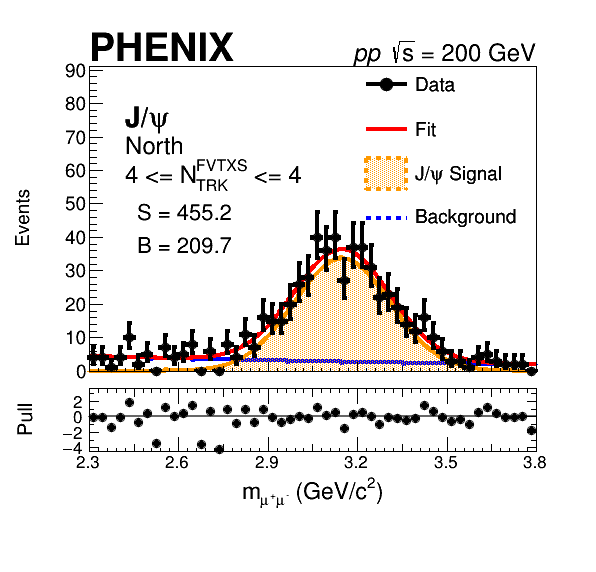 PHENIX
pp √s = 200 GeV
J/ψ
North
4 <= N_TRK^FVTXS <= 4
S = 455.2
B = 209.7
Data
Fit
J/ψ Signal
Background
Events
90
80
70
60
50
40
30
20
10
0
Pull
2
0
−2
−4
2.3 2.6 2.9 3.2 3.5 3.8
m_μ⁺μ⁻ (GeV/c²)